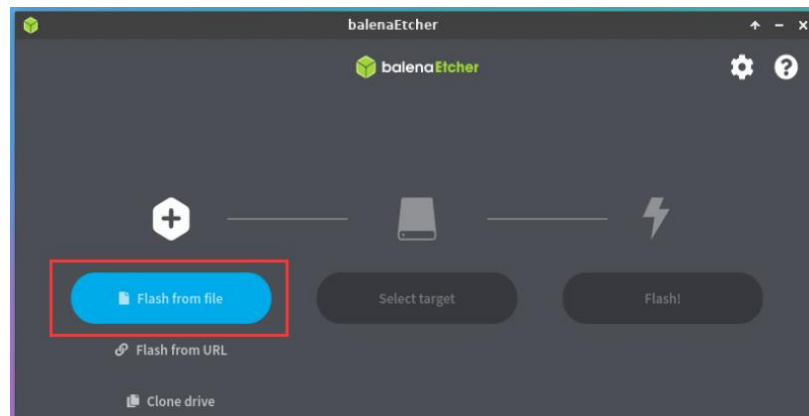 balenaEtcher
balenaEtcher
Flash from file
Select target
Flash!
Flash from URL
Clone drive